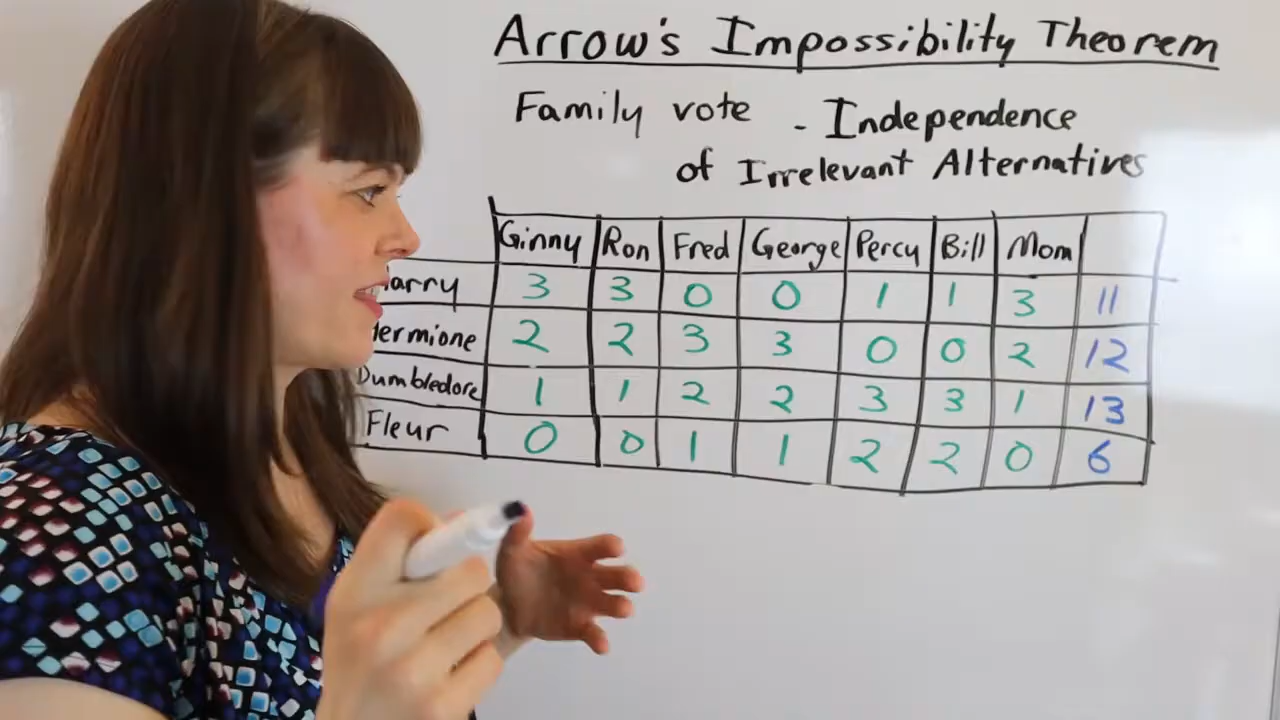 Arrow's Impossibility Theorem
Family vote - Independence
of Irrelevant Alternatives
Ginny Ron Fred George Percy Bill Mom
arry 3 3 0 0 1 1 3 11
ermione 2 2 3 3 0 0 2 12
Dumbledore 1 1 2 2 3 3 1 13
Fleur 0 0 1 1 2 2 0 6